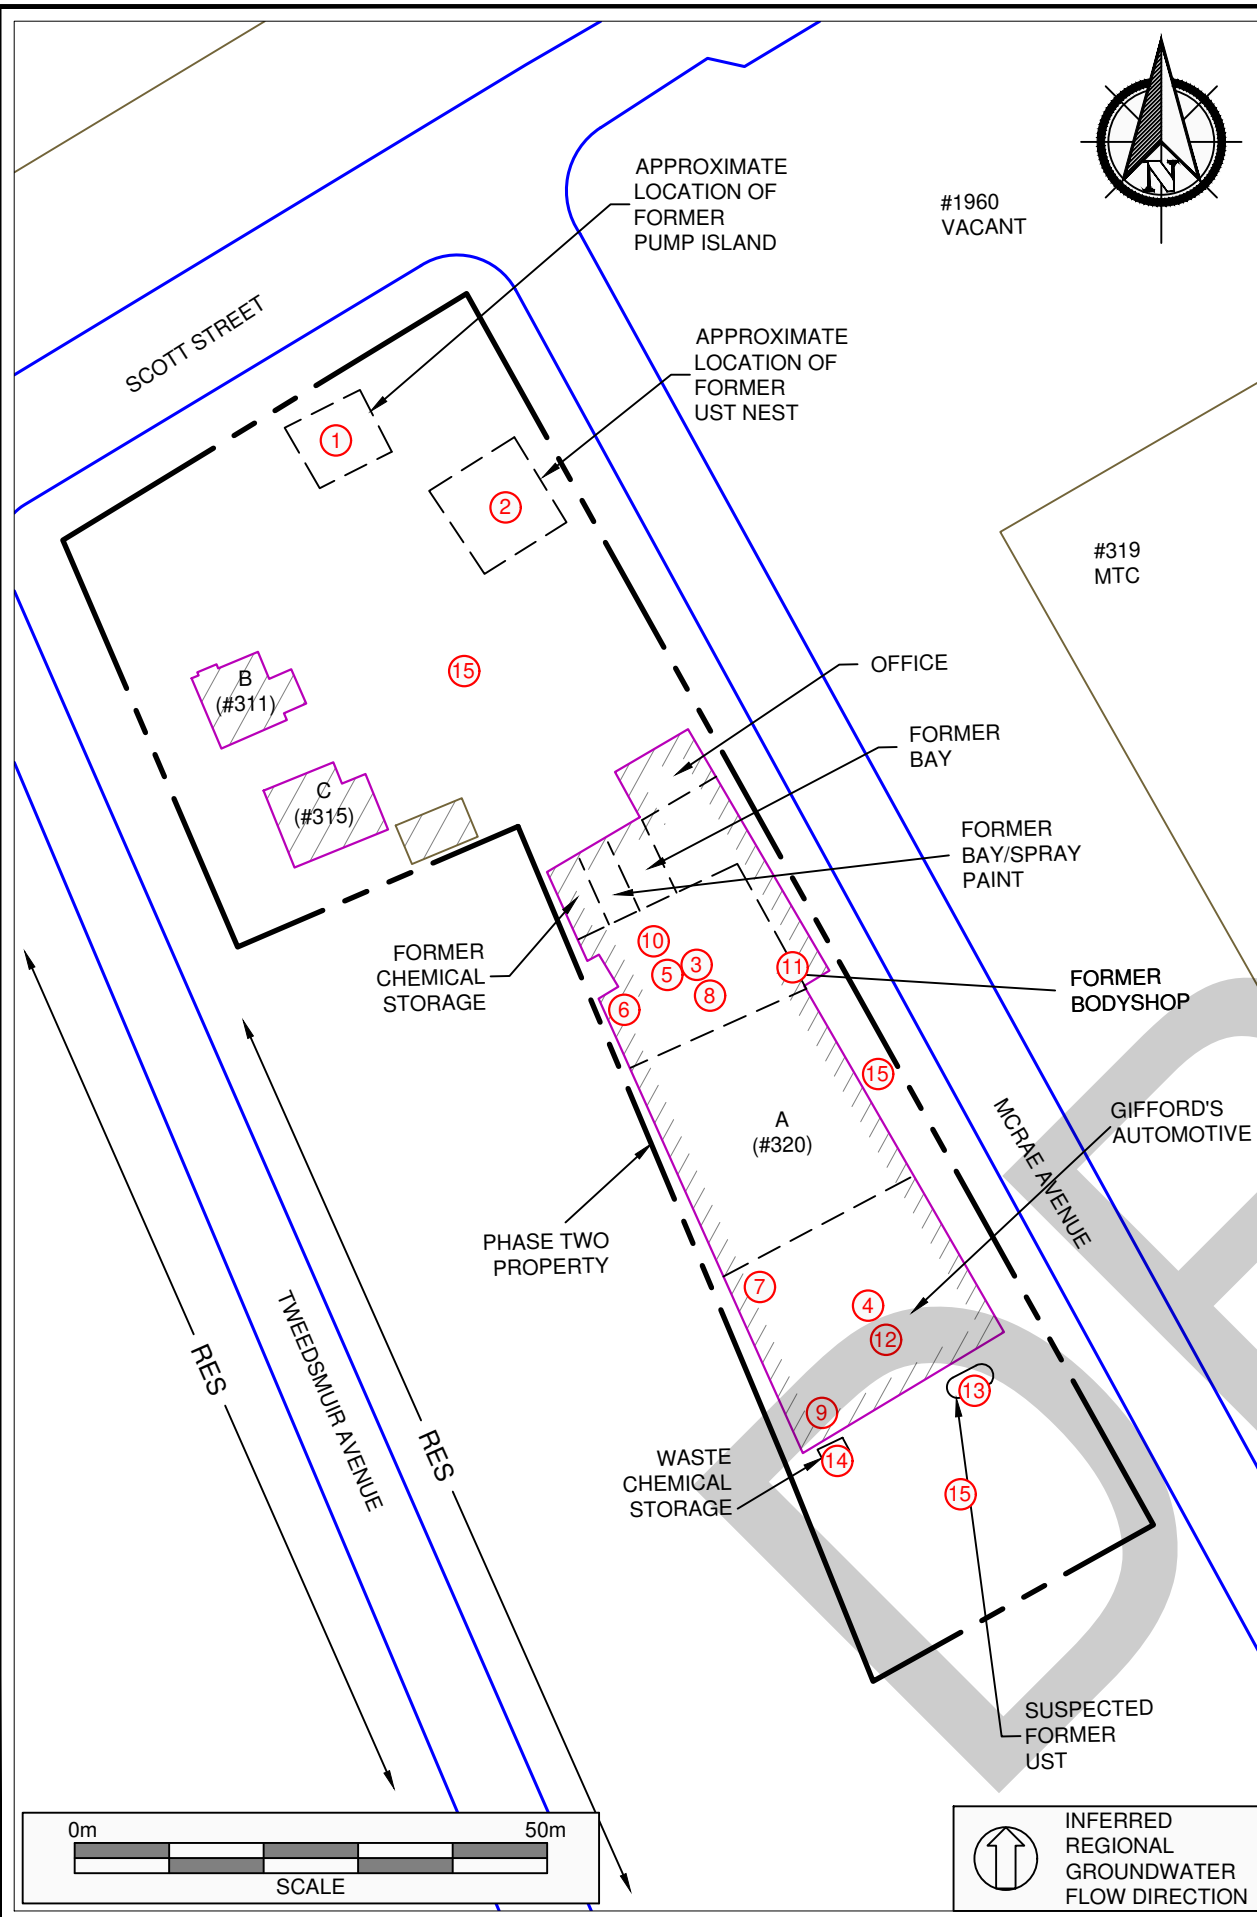 APPROXIMATE
LOCATION OF
FORMER
PUMP ISLAND
#1960
VACANT
N
SCOTT STREET
APPROXIMATE
LOCATION OF
FORMER
UST NEST
1
2
#319
MTC
15
OFFICE
B
(#311)
FORMER
BAY
C
(#315)
FORMER
BAY/SPRAY
PAINT
FORMER
CHEMICAL
STORAGE
10
3
5
8
6
11
FORMER
BODYSHOP
15
A
(#320)
MCRAE AVENUE
GIFFORD'S
AUTOMOTIVE
PHASE TWO
PROPERTY
7
4
12
TWEEDSMUIR AVENUE
RES
RES
13
9
14
WASTE
CHEMICAL
STORAGE
15
SUSPECTED
FORMER
UST
0m
50m
SCALE
INFERRED
REGIONAL
GROUNDWATER
FLOW DIRECTION